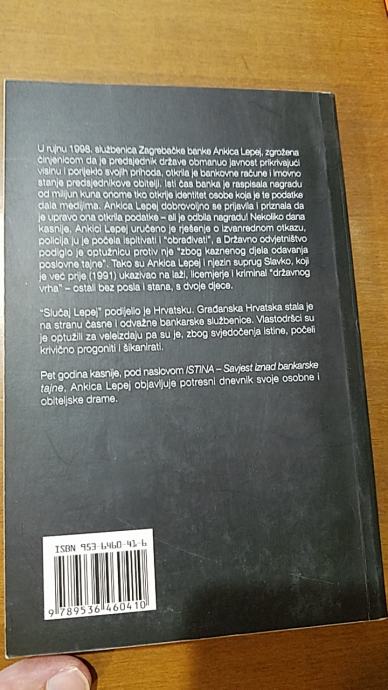 U rujnu 1998. službenica Zagrebačke banke Ankica Lepej, zgrožena
činjenicom da je predsjednik države obmanuo javnost prikrivajući
visinu i porijeklo svojih prihoda, otkrila je bankovne račune i imovno
stanje predsjednikove obitelji. Isti čas banka je raspisala nagradu
od milijun kuna onome tko otkrije identitet osobe koja je te podatke
dala medijima. Ankica Lepej dobrovoljno se prijavila i priznala da
je upravo ona otkrila podatke – ali je odbila nagradu! Nekoliko dana
kasnije, Ankici Lepej uručeno je rješenje o izvanrednom otkazu,
policija ju je počela ispitivati i "obrađivati", a Državno odvjetništvo
podiglo je optužnicu protiv nje "zbog kaznenog djela odavanja
poslovne tajne". Tako su Ankica Lepej i njezin suprug Slavko, koji
je već prije (1991) ukazivao na laži, licemjerje i kriminal "državnog
vrha" – ostali bez posla i stana, s dvoje djece.
"Slučaj Lepej" podijelio je Hrvatsku. Građanska Hrvatska stala je
na stranu časne i odvažne bankarske službenice. Vlastodršci su
je optužili za veleizdaju pa su je, zbog svjedočenja istine, počeli
krivično progoniti i šikanirati.
Pet godina kasnije, pod naslovom ISTINA – Savjest iznad bankarske
tajne, Ankica Lepej objavljuje potresni dnevnik svoje osobne i
obiteljske drame.
ISBN 953-6460-41-6
9 789536 460410